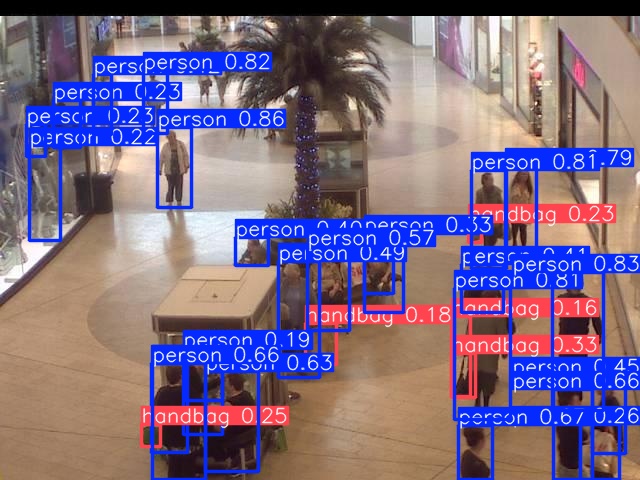 person 0.82
person 0.23
person 0.23
person 0.22
person 0.86
person 0.81
.79
handbag 0.23
person 0.40
person 0.33
person 0.57
person 0.49
person 0.41
person 0.83
person 0.81
handbag 0.16
handbag 0.18
handbag 0.33
person 0.19
person 0.66
person 0.63
0.45
person 0.66
handbag 0.25
person 0.67
0.26